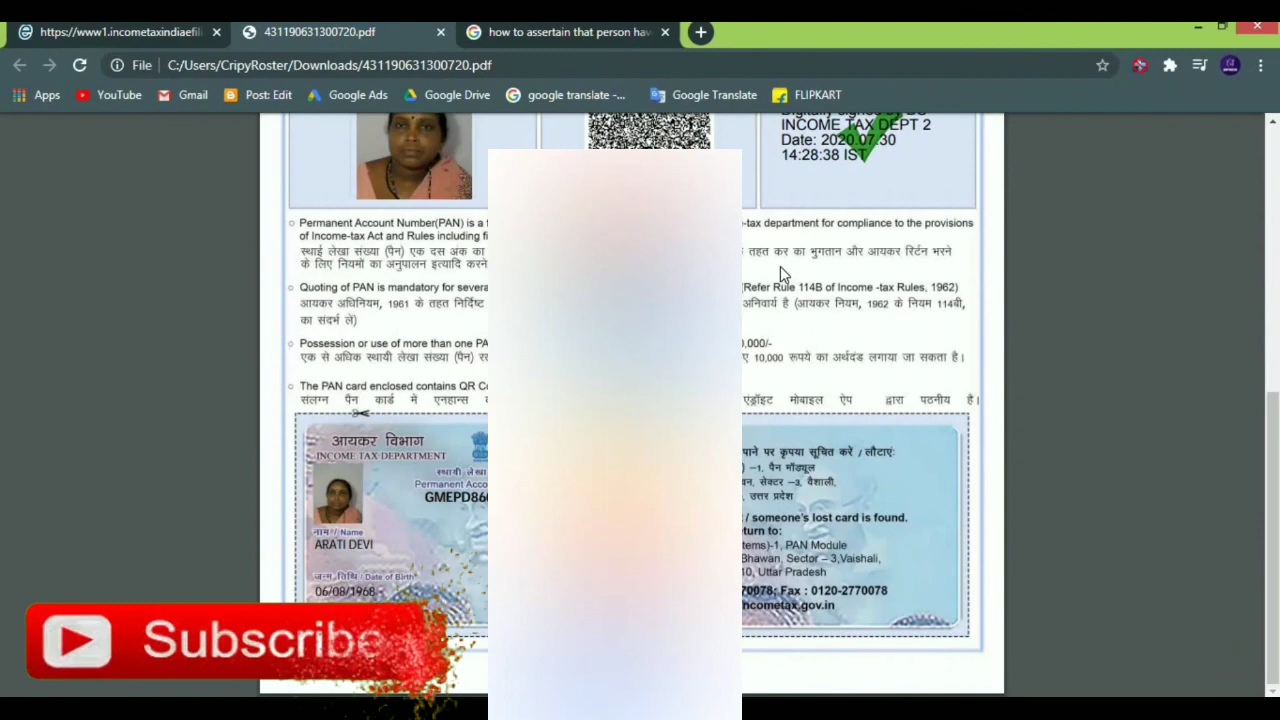 https://www1.incometaxindiaefil
431190631300720.pdf
how to assertain that person hav
File
C:/Users/CripyRoster/Downloads/431190631300720.pdf
Apps
YouTube
Gmail
Post: Edit
Google Ads
Google Drive
google translate -...
Google Translate
FLIPKART
INCOME TAX DEPT 2
Date: 2020.07.30
14:28:38 IST
Permanent Account Number(PAN) is a
-tax department for compliance to the provisions
of Income-tax Act and Rules including
स्थाई लेखा संख्या (पैन) एक दस अक का
तहत कर का भुगतान और आयकर रिर्टन भरने
के लिए नियमों का अनुपालन इत्यादि करने
Quoting of PAN is mandatory for severa
(Refer Rule 114B of Income -tax Rules, 1962)
आयकर अधिनियम, 1961 के तहत निर्दिष्ट
अनिवार्य है (आयकर नियम, 1962 के नियम 114बी,
का संदर्भ लें)
Possession or use of more than one PA
0,000/-
एक से अधिक स्थायी लेखा संख्या (पैन)
10,000 रूपये का अर्थदंड लगाया जा सकता है।
The PAN card enclosed contains QR Co
संलग्न पैन कार्ड में एनहान्स
एंड्रॉइट मोबाइल ऐप द्वारा पठनीय है।
आयकर विभाग
INCOME TAX DEPARTMENT
स्थायी लेखा
Permanent Acco
GMEPD86
नाम / Name
ARATI DEVI
जन्म तिथि / Date of Birth
06/08/1968
पाने पर कृपया सूचित करें / लौटाएं:
–1, पैन मॉड्यूल
सेक्टर –3, वैशाली,
उत्तर प्रदेश
/ someone's lost card is found.
turn to:
tems)-1, PAN Module
Bhawan, Sector – 3,Vaishali,
10, Uttar Pradesh
70078; Fax : 0120-2770078
ncometax.gov.in
Subscribe